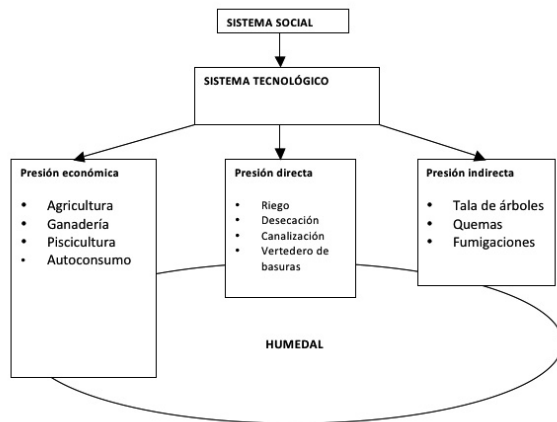 SISTEMA SOCIAL
SISTEMA TECNOLÓGICO
Presión económica
• Agricultura
• Ganadería
• Piscicultura
• Autoconsumo
Presión directa
• Riego
• Desecación
• Canalización
• Vertedero de
basuras
Presión indirecta
• Tala de árboles
• Quemas
• Fumigaciones
HUMEDAL